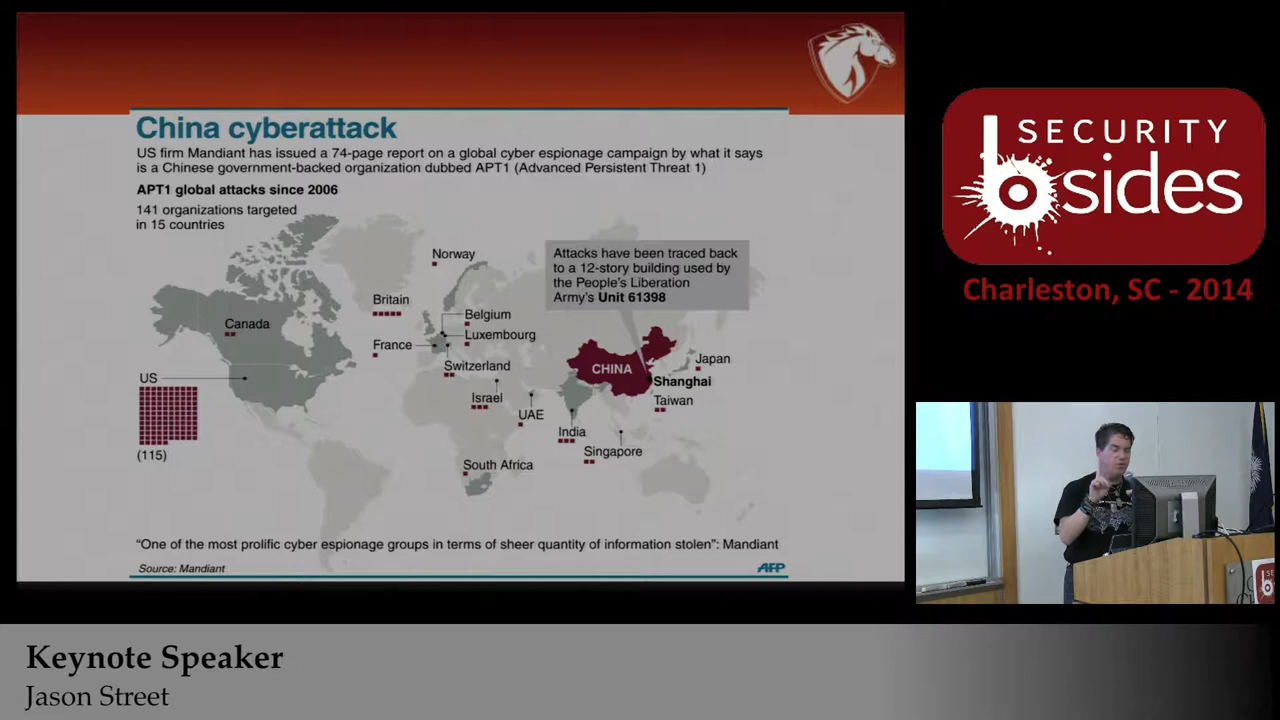 China cyberattack
US firm Mandiant has issued a 74-page report on a global cyber espionage campaign by what it says
is a Chinese government-backed organization dubbed APT1 (Advanced Persistent Threat 1)
APT1 global attacks since 2006
141 organizations targeted
in 15 countries
Norway
Attacks have been traced back
to a 12-story building used by
the People's Liberation
Army's Unit 61398
Britain
Belgium
Canada
Luxembourg
France
Switzerland
Japan
CHINA
US
Shanghai
Israel
Taiwan
UAE
India
Singapore
(115)
South Africa
“One of the most prolific cyber espionage groups in terms of sheer quantity of information stolen”: Mandiant
Source: Mandiant
AFP
SECURITY
bsides
Charleston, SC - 2014
Keynote Speaker
Jason Street